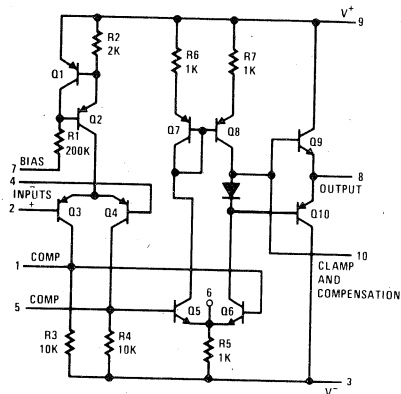 V+
9
R2
2K
R6
1K
R7
1K
Q1
Q2
Q7
Q8
Q9
R1
200K
BIAS
7
4
INPUTS
-
+
2
Q3
Q4
8
OUTPUT
Q10
10
CLAMP
AND
COMPENSATION
COMP
1
COMP
5
6
Q5
Q6
R3
10K
R4
10K
R5
1K
3
V-